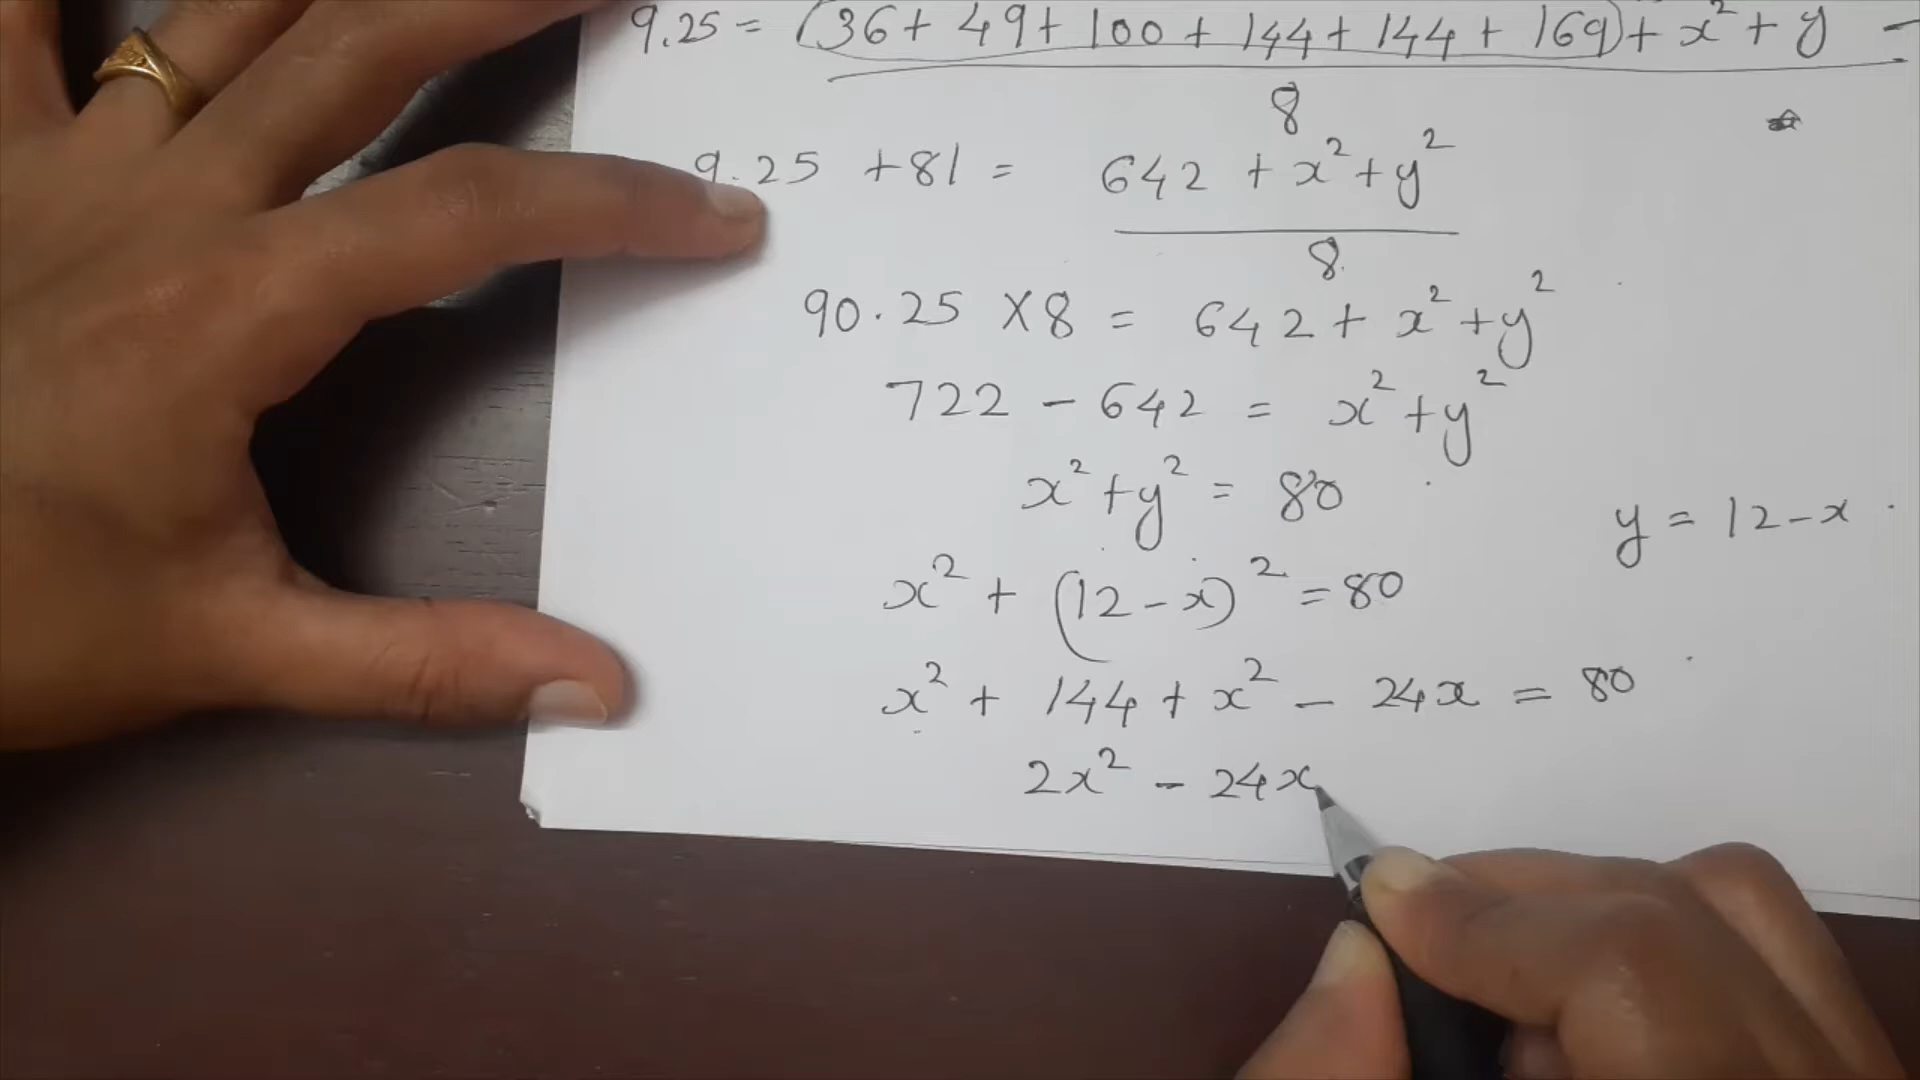 9.25 = (36 + 49 + 100 + 144 + 144 + 169) + x² + y -
8
9.25 + 81 = 642 + x² + y²
8
90.25 × 8 = 642 + x² + y²
722 - 642 = x² + y²
x² + y² = 80
y = 12 - x
x² + (12 - x)² = 80
x² + 144 + x² - 24x = 80
2x² - 24x